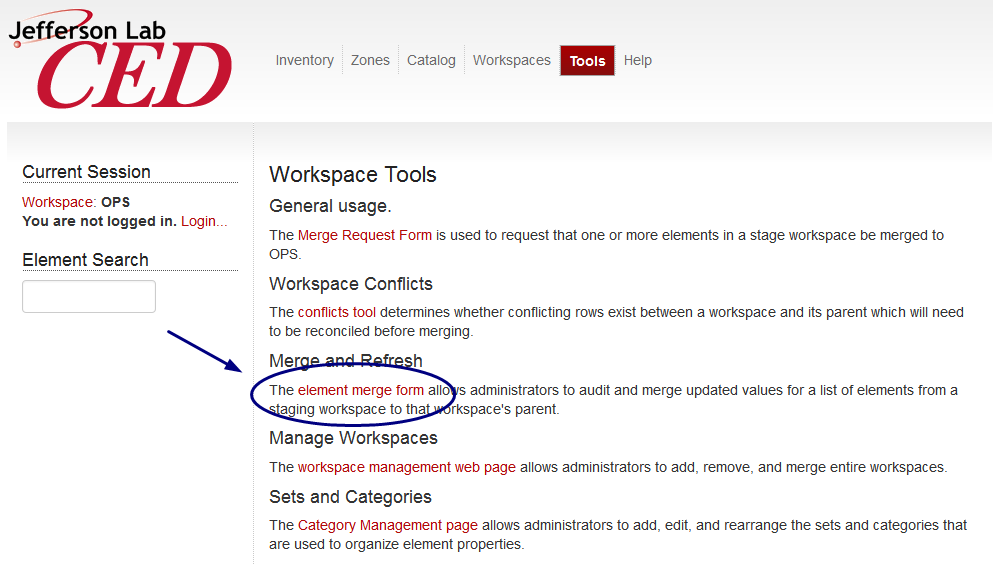 Jefferson Lab
CED
Inventory Zones Catalog Workspaces Tools Help
Current Session
Workspace: OPS
You are not logged in. Login...
Element Search
Workspace Tools
General usage.
The Merge Request Form is used to request that one or more elements in a stage workspace be merged to
OPS.
Workspace Conflicts
The conflicts tool determines whether conflicting rows exist between a workspace and its parent which will need
to be reconciled before merging.
Merge and Refresh
The element merge form allows administrators to audit and merge updated values for a list of elements from a
staging workspace to that workspace's parent.
Manage Workspaces
The workspace management web page allows administrators to add, remove, and merge entire workspaces.
Sets and Categories
The Category Management page allows administrators to add, edit, and rearrange the sets and categories that
are used to organize element properties.